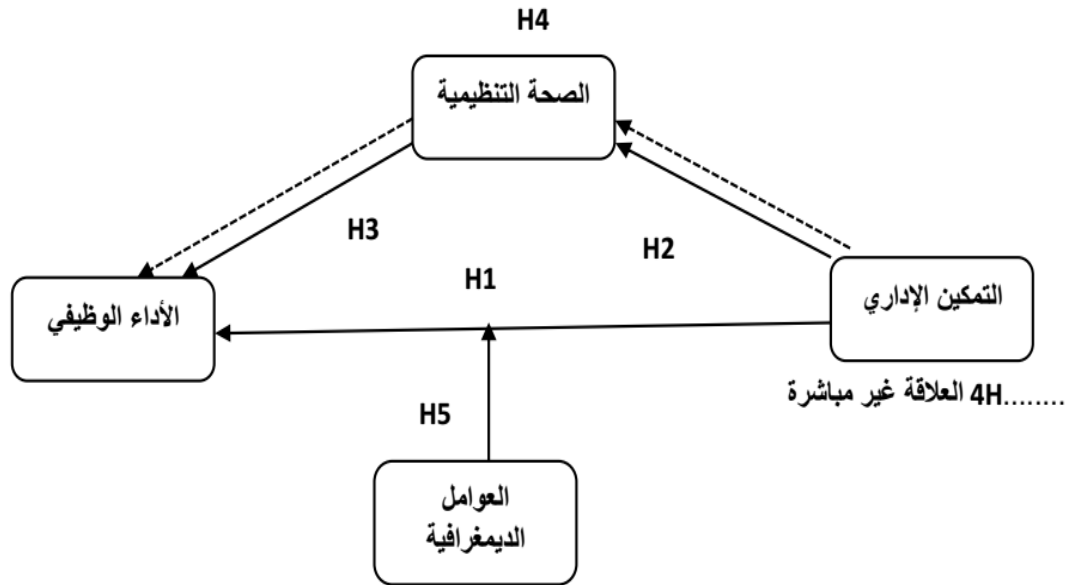 H4
الصحة التنظيمية
H3
H2
H1
التمكين الإداري
الأداء الوظيفي
........4H العلاقة غير مباشرة
H5
العوامل
الديمغرافية